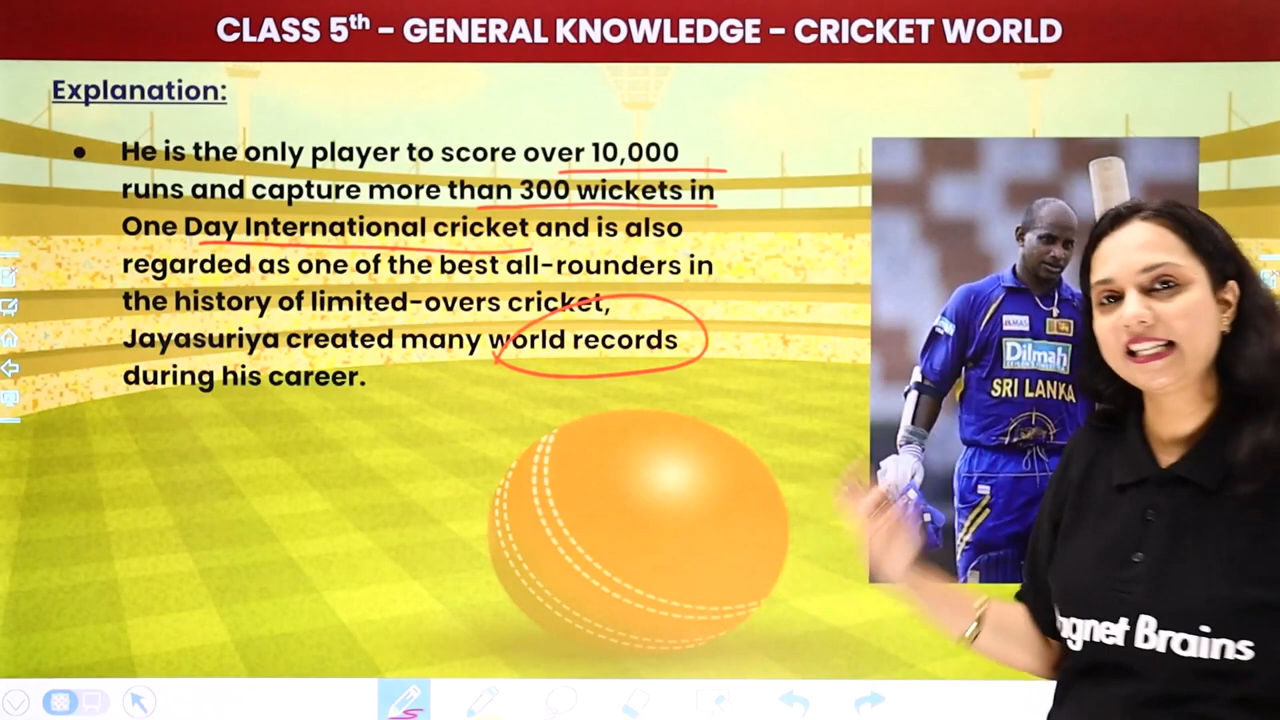 CLASS 5th - GENERAL KNOWLEDGE - CRICKET WORLD
Explanation:
● He is the only player to score over 10,000
runs and capture more than 300 wickets in
One Day International cricket and is also
regarded as one of the best all-rounders in
the history of limited-overs cricket,
Jayasuriya created many world records
during his career.
MAS
Dilmah
SRI LANKA
agnet Brains